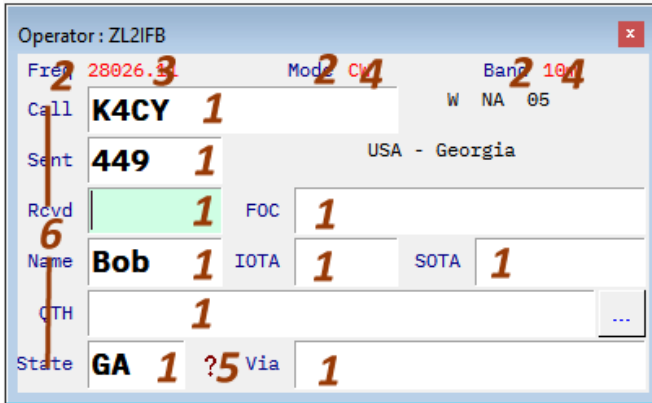 Operator : ZL2IFB x
Freq 2 28026.11 3 Mode 2 CW 4 Band 2 10m 4
Call K4CY 1 W NA 05
Sent 449 1 USA - Georgia
Rcvd 1 FOC 1
6
Name Bob 1 IOTA 1 SOTA 1
QTH 1 ...
State GA 1 ?5 Via 1